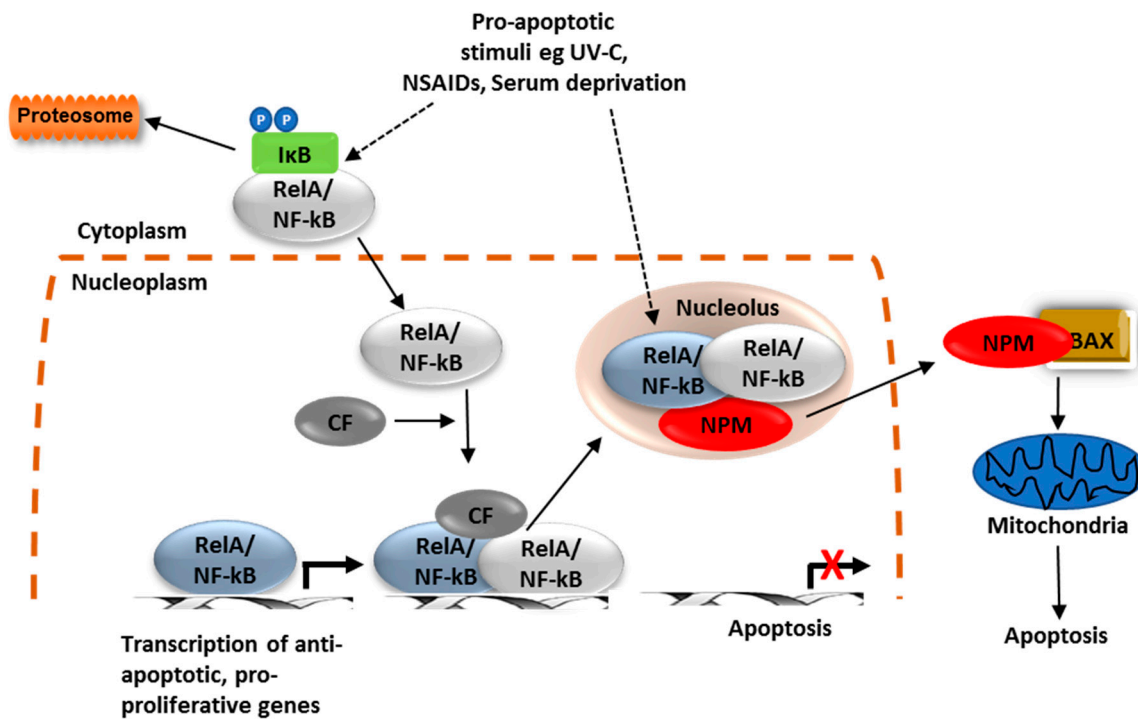 Pro-apoptotic
stimuli eg UV-C,
NSAIDs, Serum deprivation
Proteosome
P P
IκB
RelA/
NF-kB
Cytoplasm
Nucleoplasm
RelA/
NF-kB
CF
Nucleolus
RelA/
NF-kB
RelA/
NF-kB
NPM
NPM
BAX
Mitochondria
Apoptosis
CF
RelA/
NF-kB
RelA/
NF-kB
RelA/
NF-kB
X
Transcription of anti-
apoptotic, pro-
proliferative genes
Apoptosis